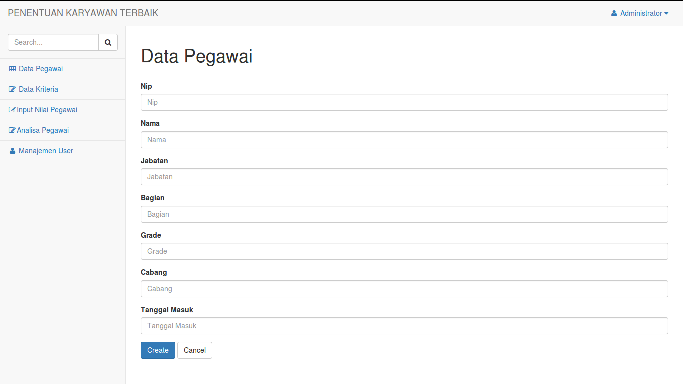 PENENTUAN KARYAWAN TERBAIK
Administrator
Search...
Data Pegawai
Data Kriteria
Input Nilai Pegawai
Analisa Pegawai
Manajemen User
Data Pegawai
Nip
Nip
Nama
Nama
Jabatan
Jabatan
Bagian
Bagian
Grade
Grade
Cabang
Cabang
Tanggal Masuk
Tanggal Masuk
Create Cancel